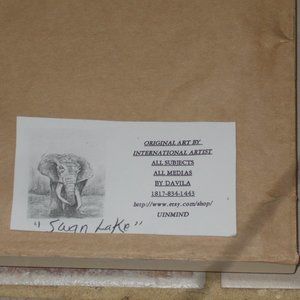 ORIGINAL ART BY
INTERNATIONAL ARTIST
ALL SUBJECTS
ALL MEDIAS
BY DAVILA
1817-834-1443
http://www.etsy.com/shop/
UINMIND
"Swan Lake"